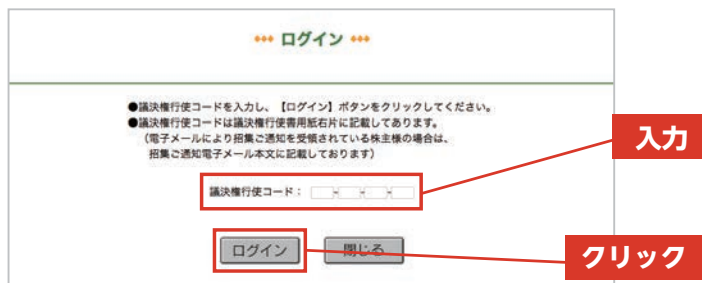 *** ログイン ***
●議決権行使コードを入力し、【ログイン】ボタンをクリックしてください。
●議決権行使コードは議決権行使書用紙右片に記載してあります。
（電子メールにより招集ご通知を受領されている株主様の場合は、
招集ご通知電子メール本文に記載しております）
入力
議決権行使コード： - - -
ログイン 閉じる
クリック